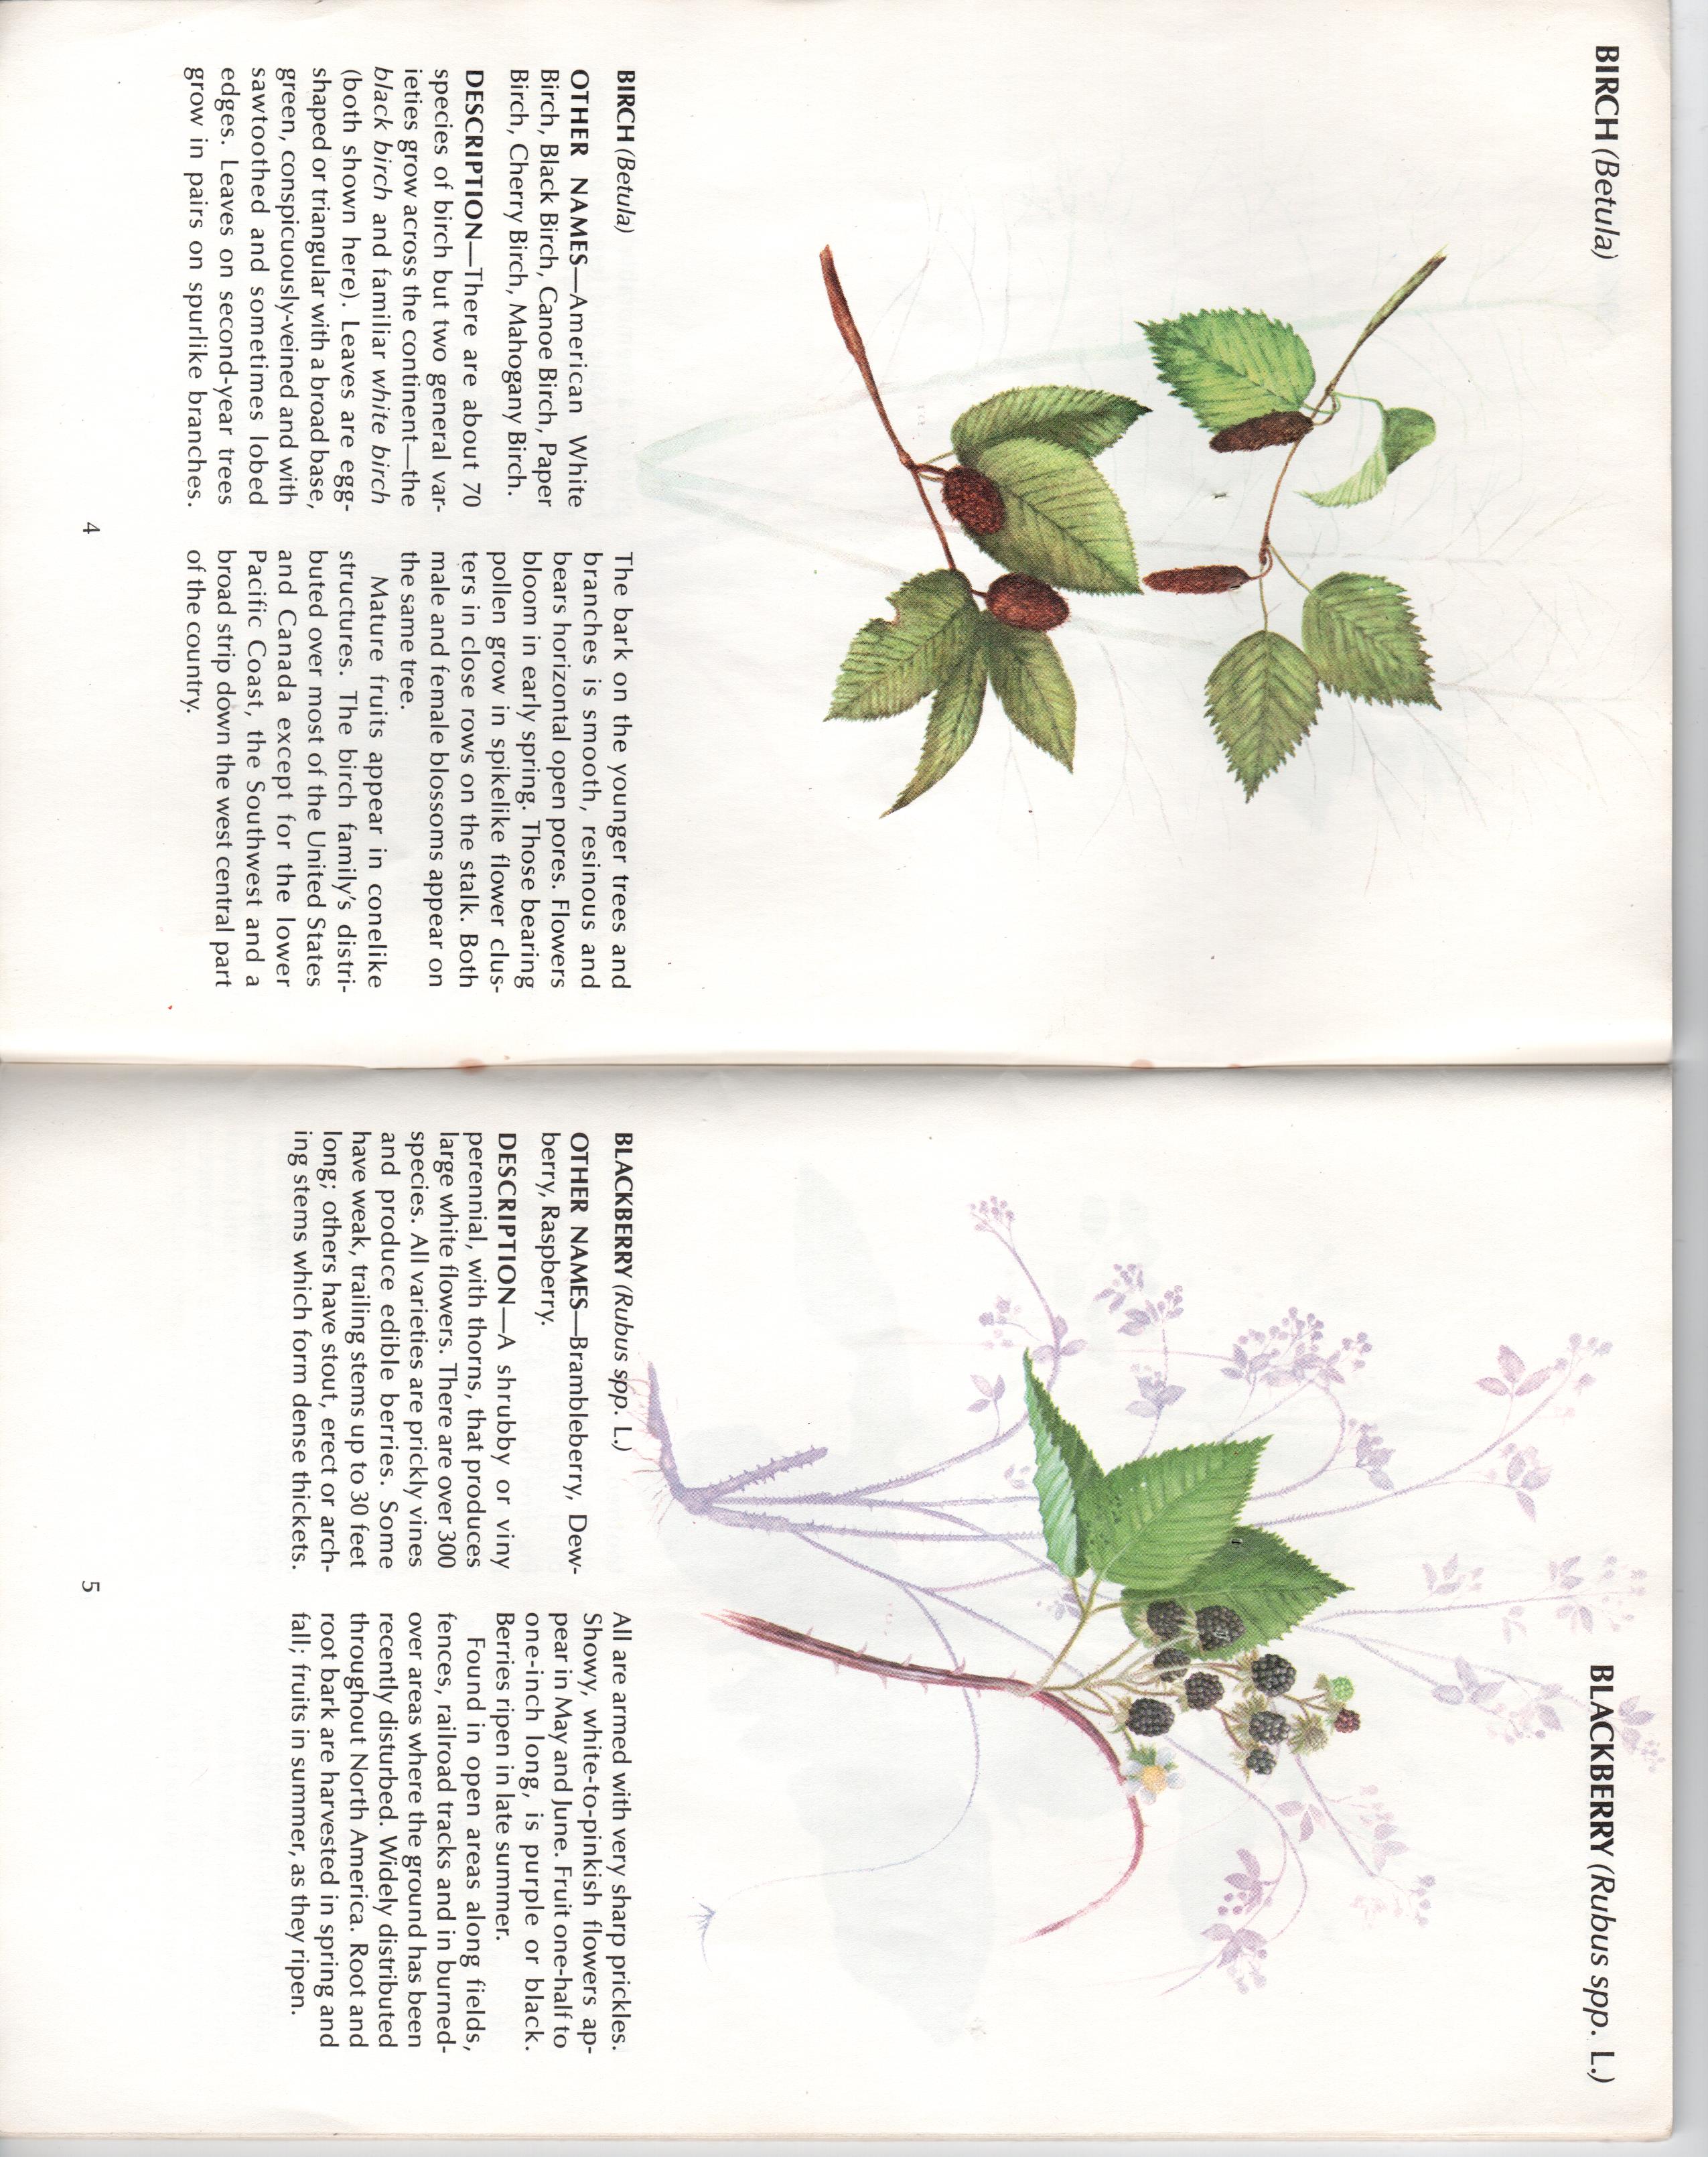 BIRCH (Betula)
BIRCH (Betula)
OTHER NAMES—American White
Birch, Black Birch, Canoe Birch, Paper
Birch, Cherry Birch, Mahogany Birch.
DESCRIPTION—There are about 70
species of birch but two general var-
ieties grow across the continent—the
black birch and familiar white birch
(both shown here). Leaves are egg-
shaped or triangular with a broad base,
green, conspicuously-veined and with
sawtoothed and sometimes lobed
edges. Leaves on second-year trees
grow in pairs on spurlike branches.
The bark on the younger trees and
branches is smooth, resinous and
bears horizontal open pores. Flowers
bloom in early spring. Those bearing
pollen grow in spikelike flower clus-
ters in close rows on the stalk. Both
male and female blossoms appear on
the same tree.
Mature fruits appear in conelike
structures. The birch family's distri-
buted over most of the United States
and Canada except for the lower
Pacific Coast, the Southwest and a
broad strip down the west central part
of the country.
4
BLACKBERRY (Rubus spp. L.)
BLACKBERRY (Rubus spp. L.)
OTHER NAMES—Brambleberry, Dew-
berry, Raspberry.
DESCRIPTION—A shrubby or viny
perennial, with thorns, that produces
large white flowers. There are over 300
species. All varieties are prickly vines
and produce edible berries. Some
have weak, trailing stems up to 30 feet
long; others have stout, erect or arch-
ing stems which form dense thickets.
All are armed with very sharp prickles.
Showy, white-to-pinkish flowers ap-
pear in May and June. Fruit one-half to
one-inch long, is purple or black.
Berries ripen in late summer.
Found in open areas along fields,
fences, railroad tracks and in burned-
over areas where the ground has been
recently disturbed. Widely distributed
throughout North America. Root and
root bark are harvested in spring and
fall; fruits in summer, as they ripen.
5